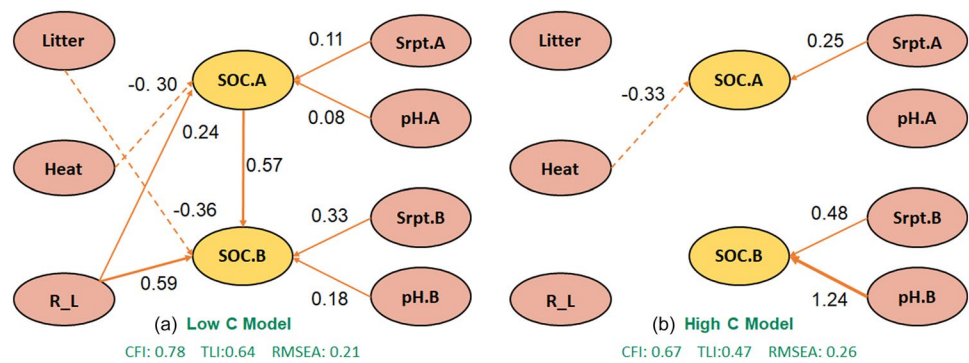 Litter
Heat
R_L
SOC.A
SOC.B
Srpt.A
pH.A
Srpt.B
pH.B
0.11
-0. 30
0.24
0.08
0.57
-0.36
0.33
0.59
0.18
(a) Low C Model
CFI: 0.78 TLI:0.64 RMSEA: 0.21
Litter
Heat
R_L
SOC.A
SOC.B
Srpt.A
pH.A
Srpt.B
pH.B
0.25
-0.33
0.48
1.24
(b) High C Model
CFI: 0.67 TLI:0.47 RMSEA: 0.26